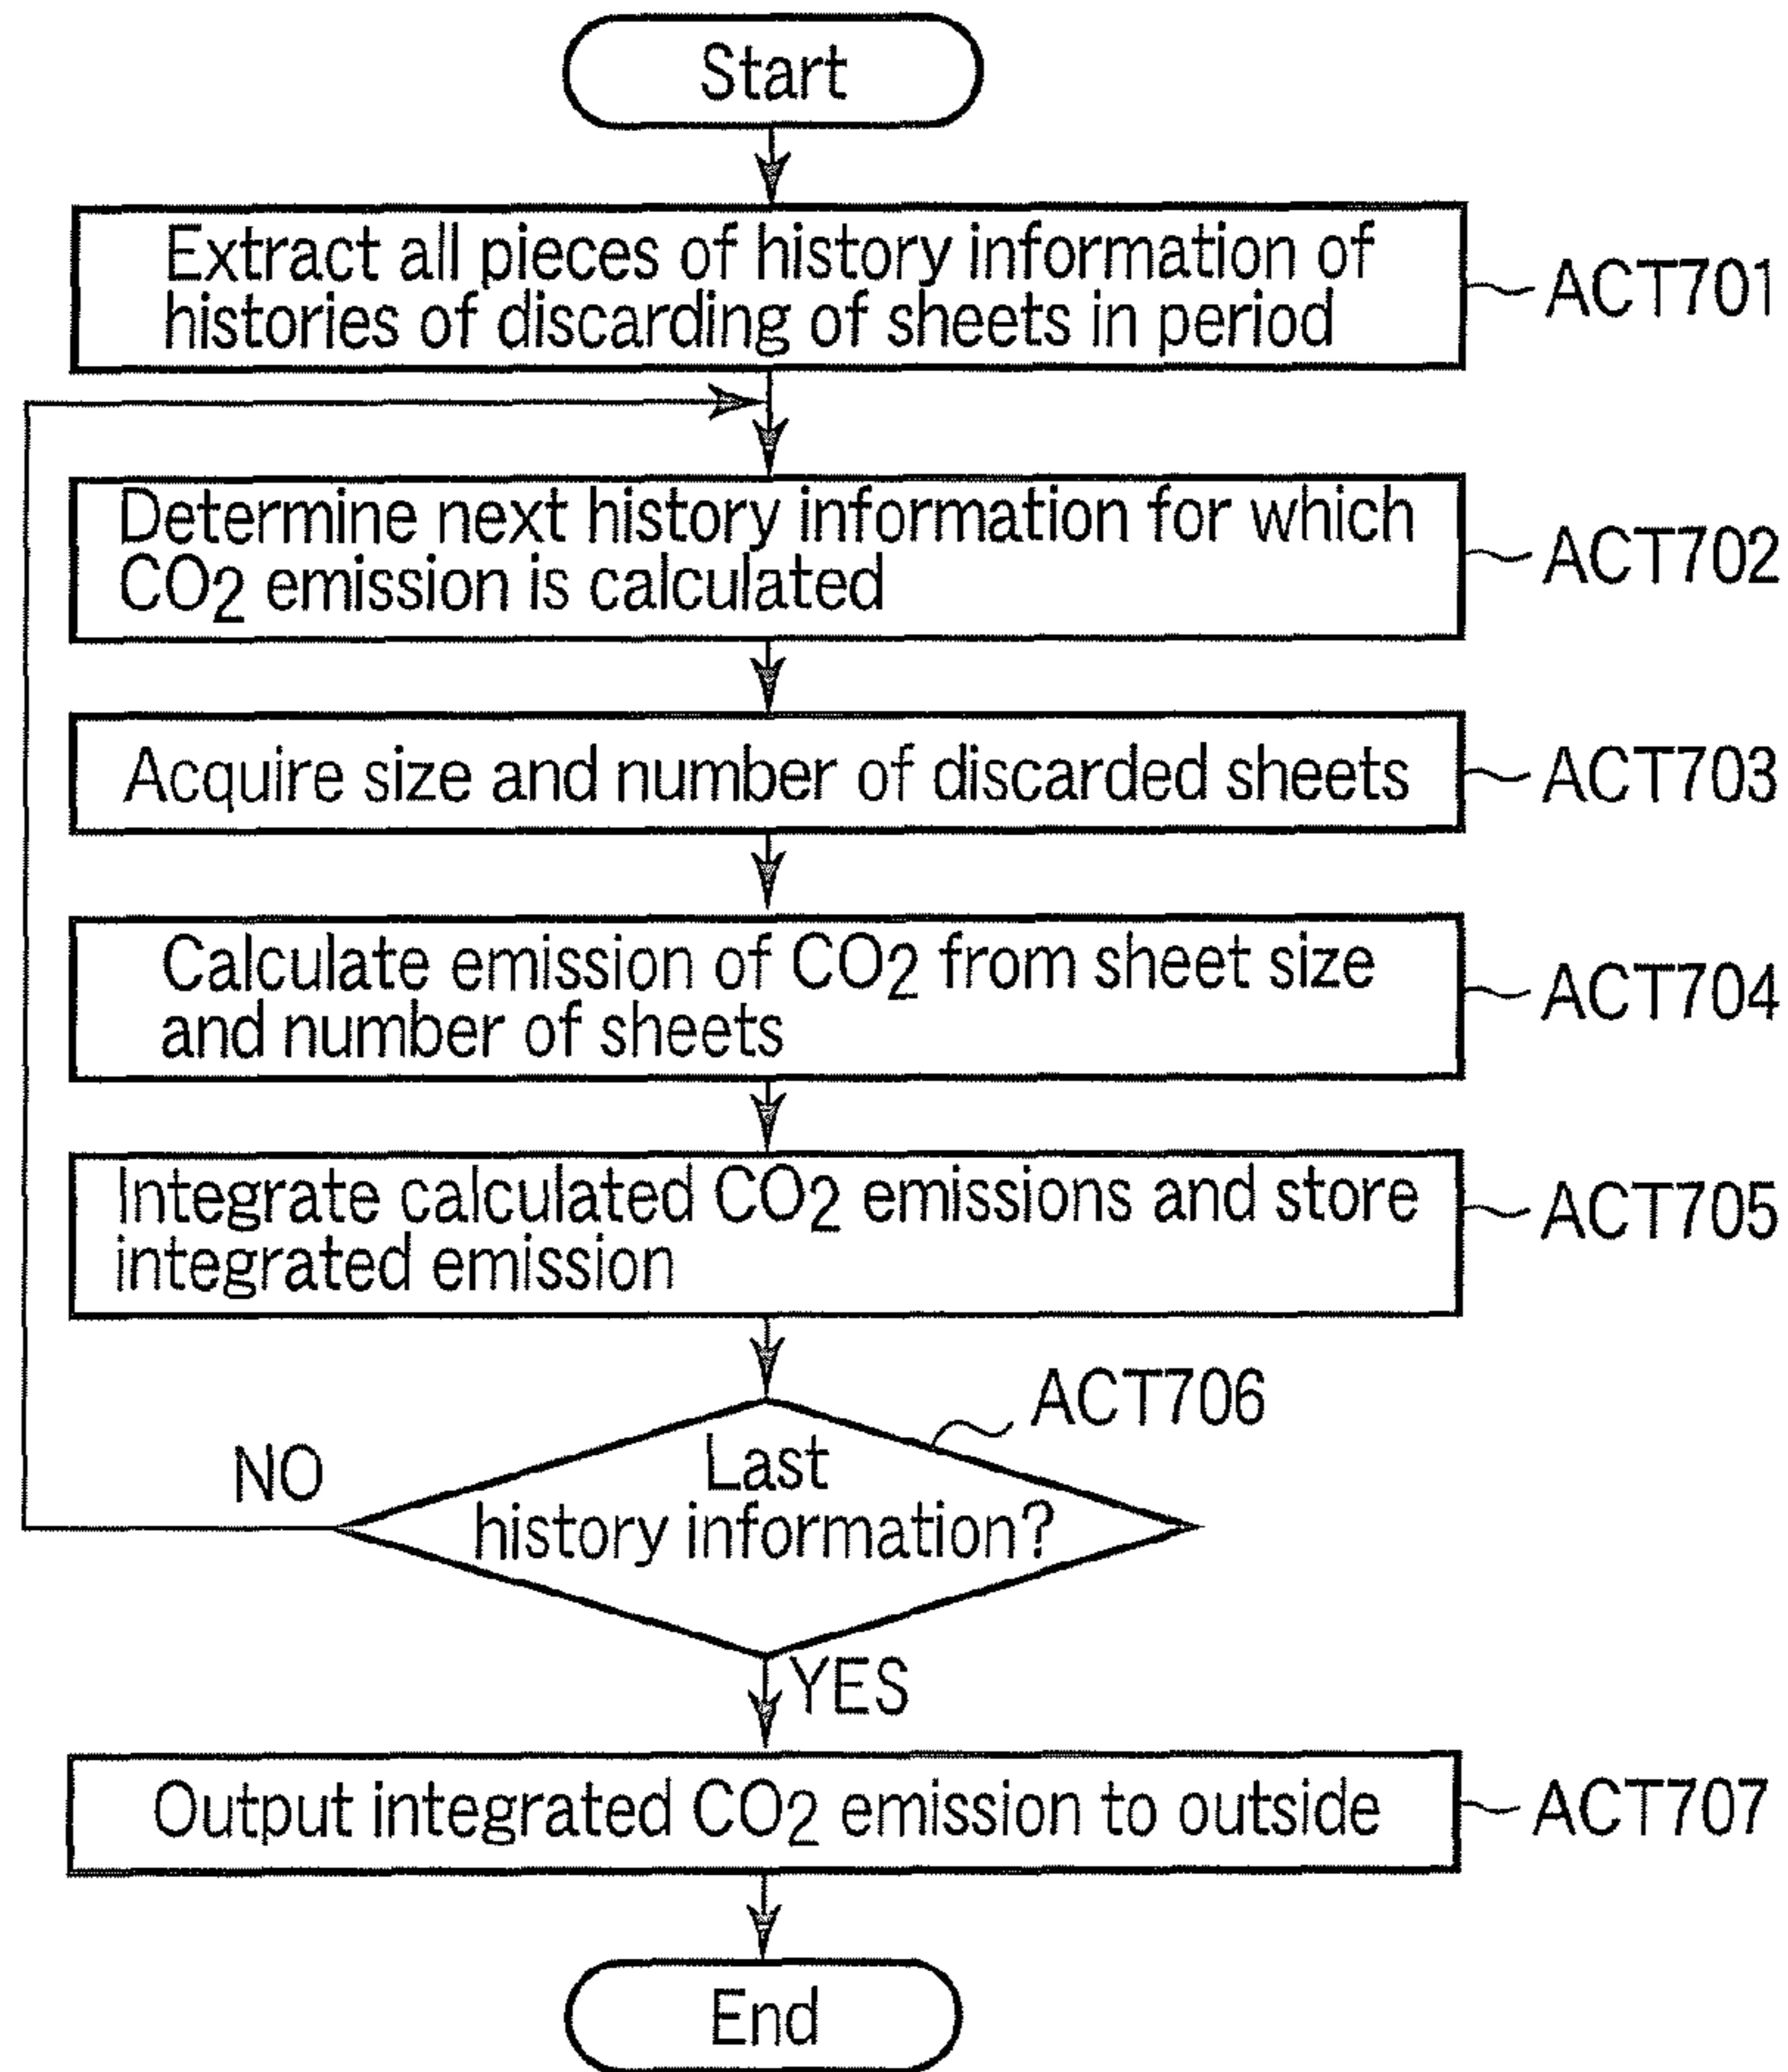 Start
Extract all pieces of history information of
histories of discarding of sheets in period
ACT701
Determine next history information for which
CO2 emission is calculated
ACT702
Acquire size and number of discarded sheets
ACT703
Calculate emission of CO2 from sheet size
and number of sheets
ACT704
Integrate calculated CO2 emissions and store
integrated emission
ACT705
ACT706
Last
history information?
NO
YES
Output integrated CO2 emission to outside
ACT707
End